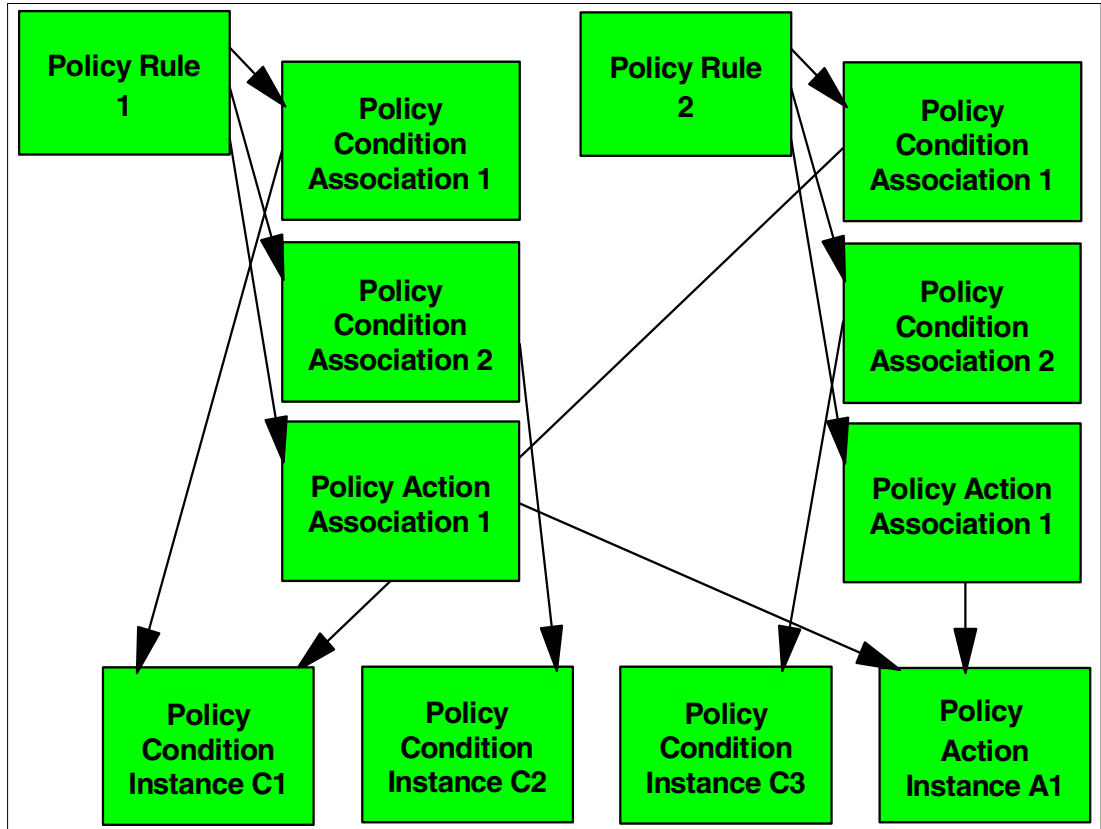 Policy Rule
1
Policy
Condition
Association 1
Policy
Condition
Association 2
Policy Action
Association 1
Policy Rule
2
Policy
Condition
Association 1
Policy
Condition
Association 2
Policy Action
Association 1
Policy
Condition
Instance C1
Policy
Condition
Instance C2
Policy
Condition
Instance C3
Policy
Action
Instance A1